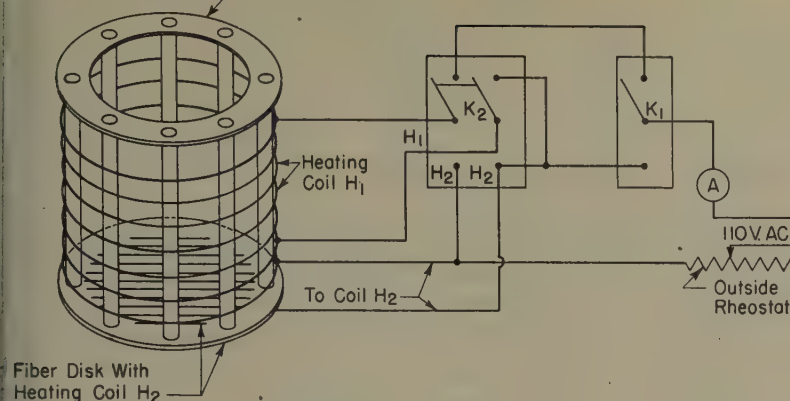 K2
K1
H1
H2 H2
A
Heating
Coil H1
110 V. AC
To Coil H2
Outside
Rheostat
Fiber Disk With
Heating Coil H2